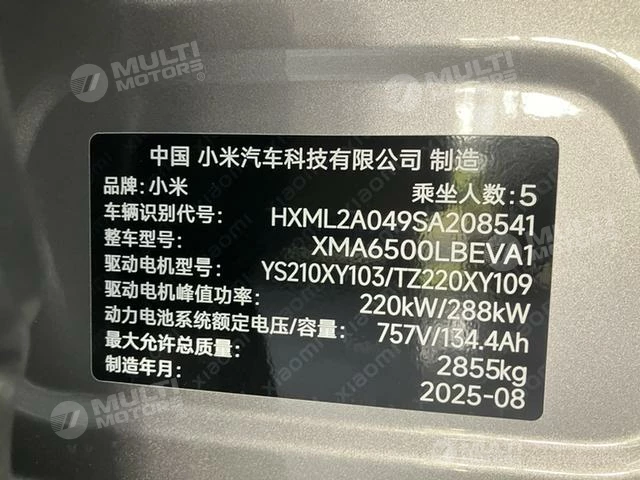 MULTI MOTORS
MULTI MOTORS
中国 小米汽车科技有限公司 制造
品牌:小米 乘坐人数:5
车辆识别代号: HXML2A049SA208541
整车型号: XMA6500LBEVA1
驱动电机型号: YS210XY103/TZ220XY109
驱动电机峰值功率: 220kW/288kW
动力电池系统额定电压/容量: 757V/134.4Ah
最大允许总质量: 2855kg
制造年月: 2025-08
MULTI MOTORS
MULTI MOTORS